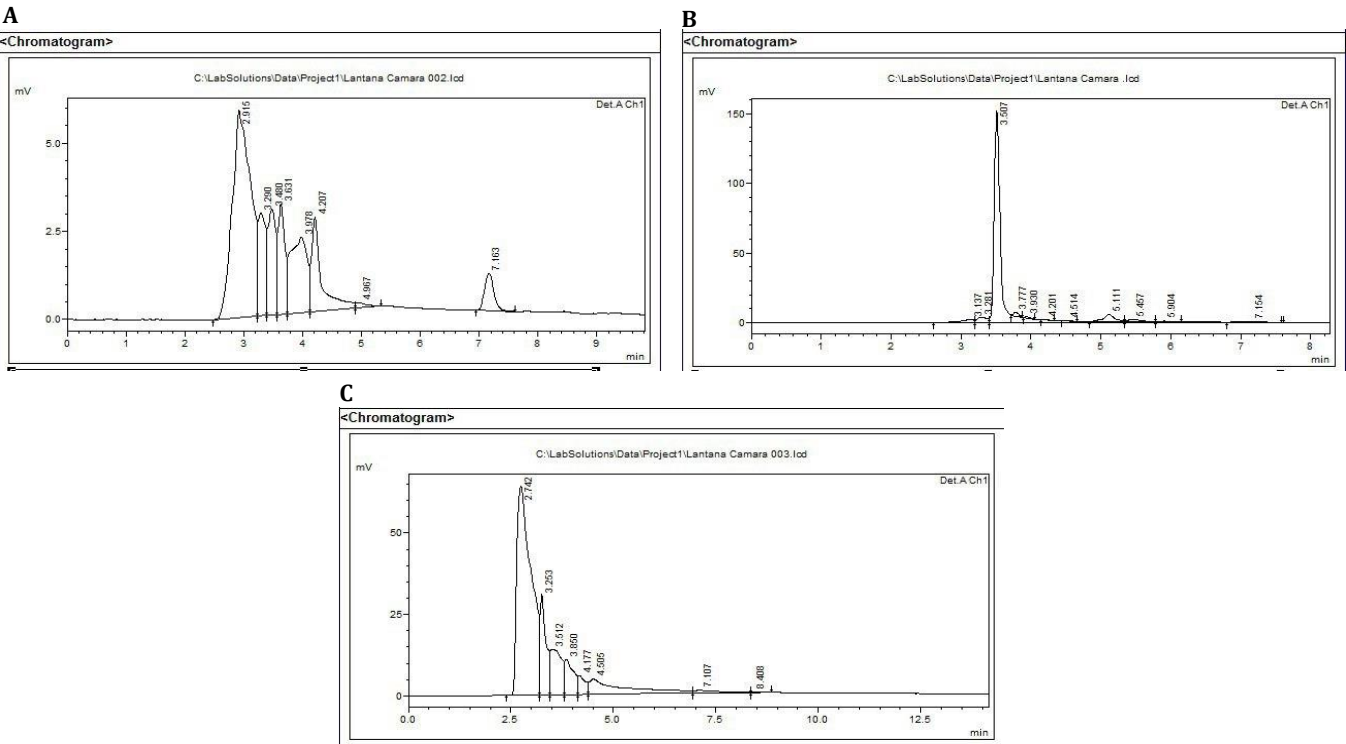 A
<Chromatogram>
C:\LabSolutions\Data\Project1\Lantana Camara 002.lcd
mV
Det.A Ch1
5.0
2.5
0.0
2.915
3.290
3.480
3.631
3.978
4.207
4.967
7.163
0 1 2 3 4 5 6 7 8 9
min
B
<Chromatogram>
C:\LabSolutions\Data\Project1\Lantana Camara .lcd
mV
Det.A Ch1
150
100
50
0
3.137
3.281
3.507
3.777
3.930
4.201
4.514
5.111
5.457
5.904
7.154
0 1 2 3 4 5 6 7 8
min
C
<Chromatogram>
C:\LabSolutions\Data\Project1\Lantana Camara 003.lcd
mV
Det.A Ch1
50
25
0
2.742
3.253
3.512
3.850
4.177
4.505
7.107
8.408
0.0 2.5 5.0 7.5 10.0 12.5
min